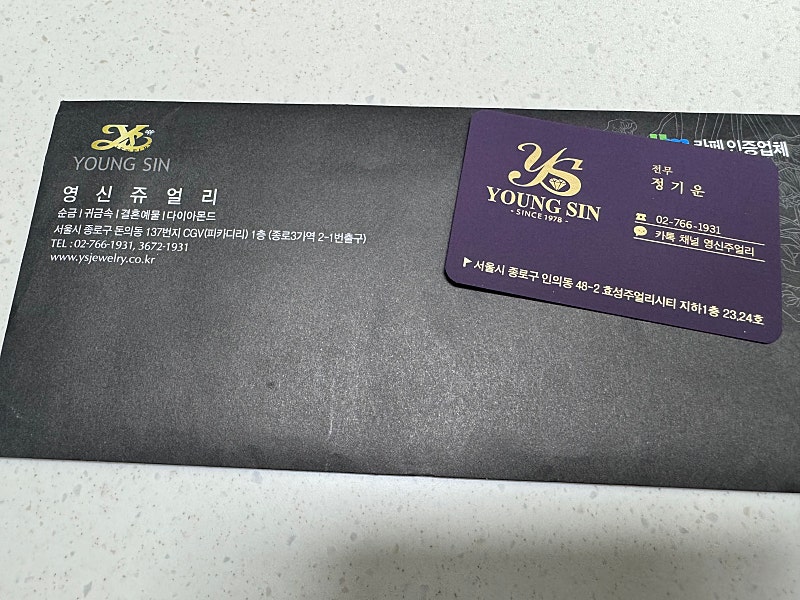 YOUNG SIN
영신쥬얼리
순금 | 귀금속 | 결혼예물 | 다이아몬드
서울시 종로구 돈의동 137번지 CGV(피카디리) 1층 (종로3가역 2-1번출구)
TEL : 02-766-1931, 3672-1931
www.ysjewelry.co.kr
카페 인증업체
YS
YOUNG SIN
- SINCE 1978 -
전무
정기운
02-766-1931
카톡 채널 영신주얼리
서울시 종로구 인의동 48-2 효성주얼리시티 지하1층 23,24호